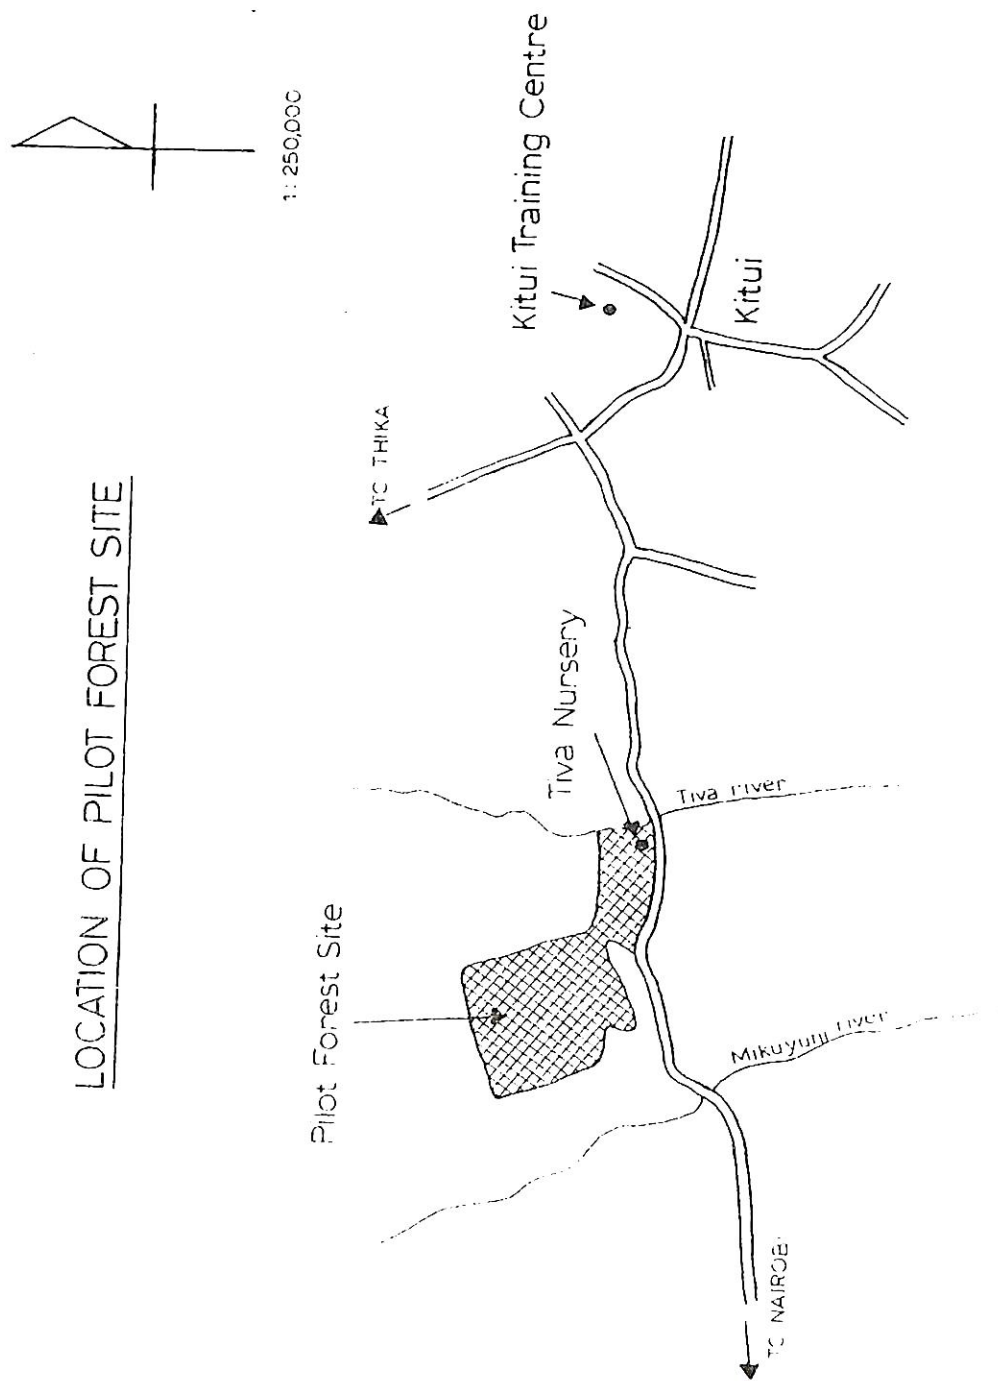 LOCATION OF PILOT FOREST SITE
1:250,000
TO THIKA
Kitui Training Centre
Kitui
Pilot Forest Site
Tiva Nursery
Tiva river
Mikuyuni river
TO NAIROBI